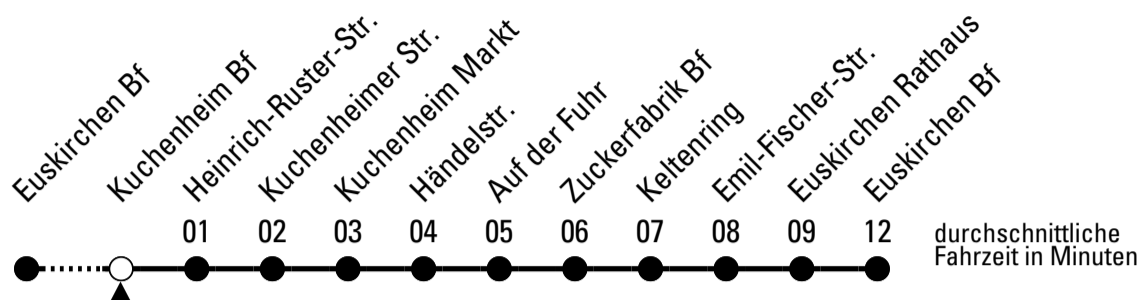 Euskirchen Bf
Kuchenheim Bf
Heinrich-Ruster-Str.
Kuchenheimer Str.
Kuchenheim Markt
Händelstr.
Auf der Fuhr
Zuckerfabrik Bf
Keltenring
Emil-Fischer-Str.
Euskirchen Rathaus
Euskirchen Bf
01 02 03 04 05 06 07 08 09 12
durchschnittliche
Fahrzeit in Minuten